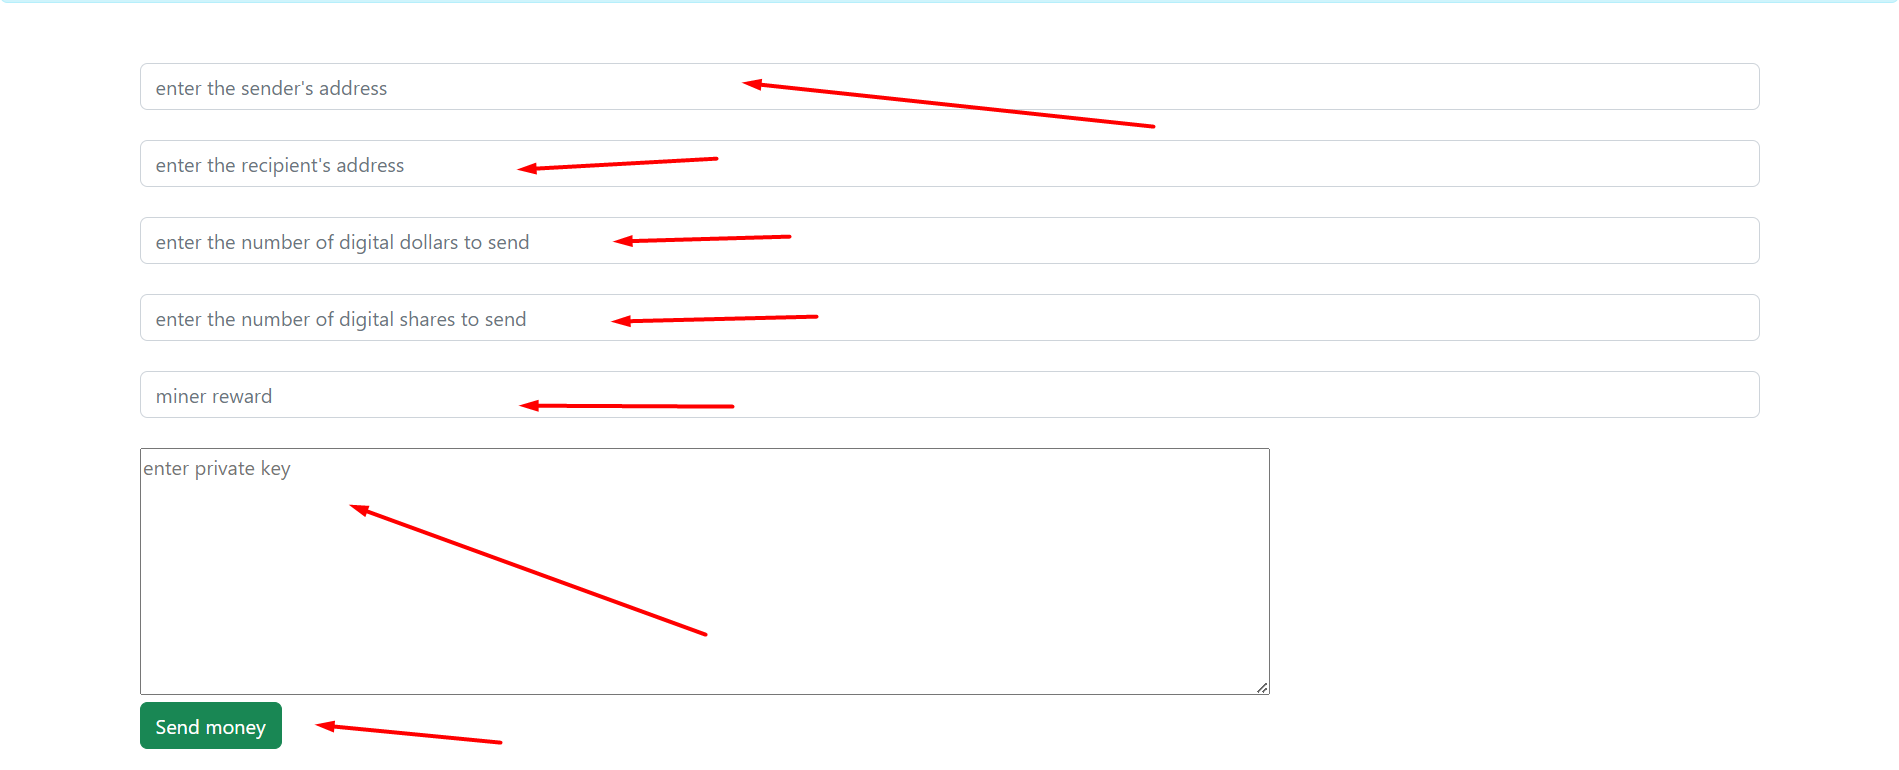 enter the sender's address
enter the recipient's address
enter the number of digital dollars to send
enter the number of digital shares to send
miner reward
enter private key
Send money